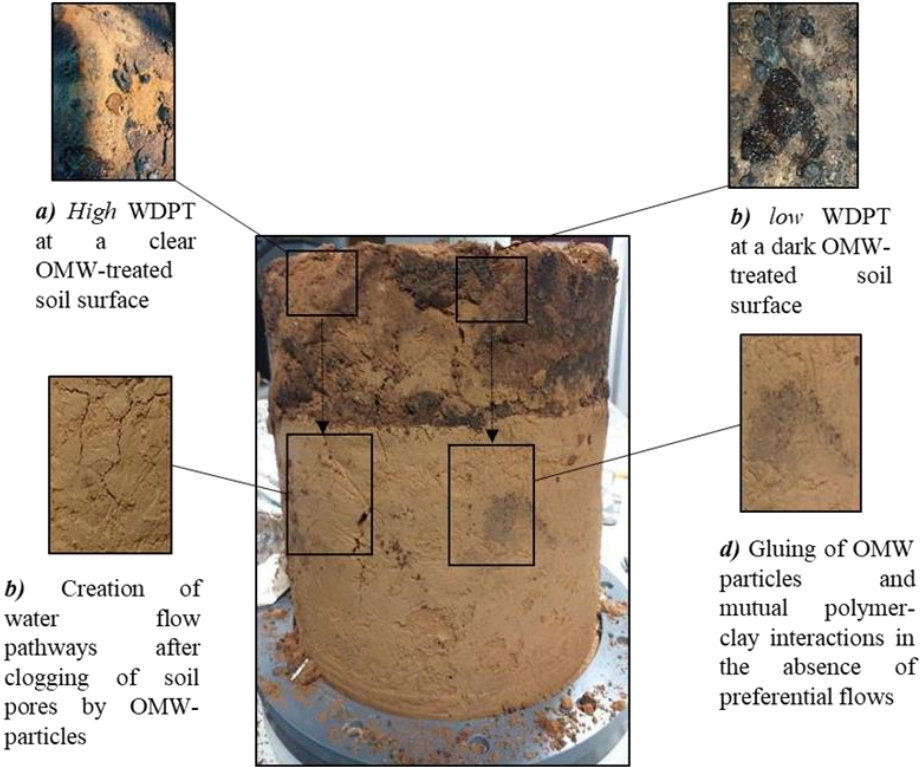 a) High WDPT
at a clear
OMW-treated
soil surface
b) low WDPT
at a dark OMW-
treated soil
surface
b) Creation of
water flow
pathways after
clogging of soil
pores by OMW-
particles
d) Gluing of OMW
particles and
mutual polymer-
clay interactions in
the absence of
preferential flows